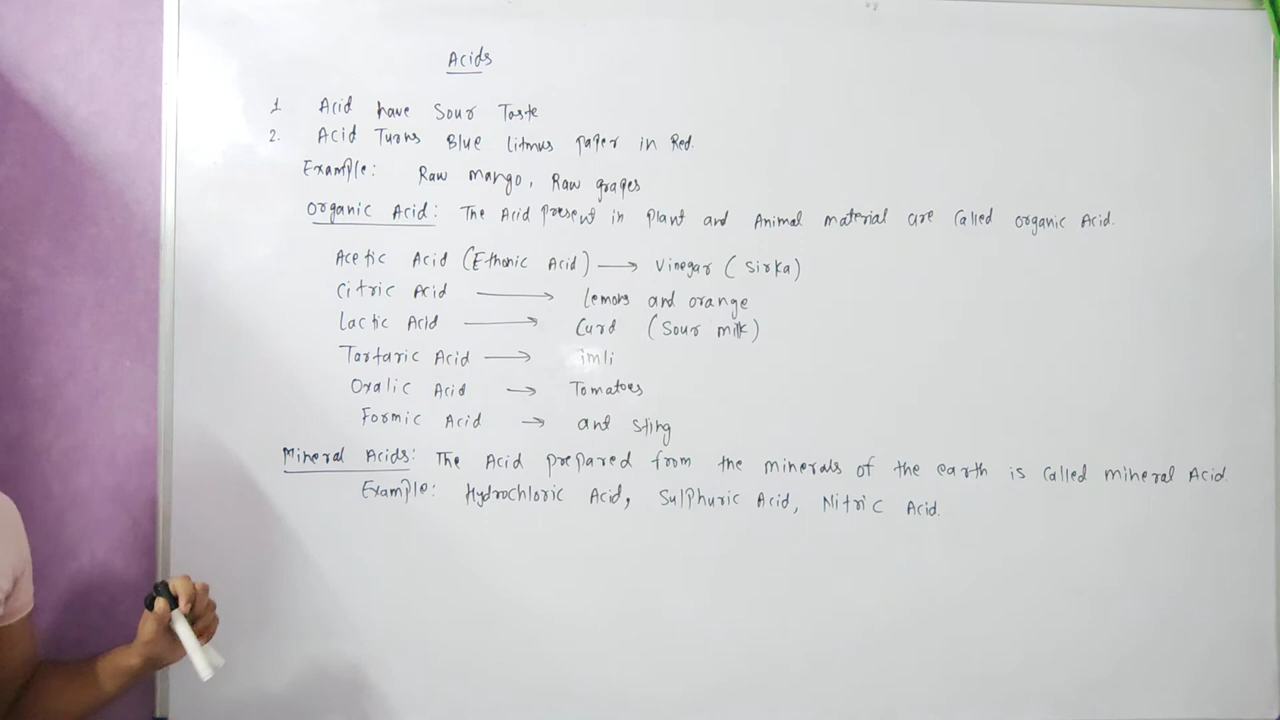 Acids
1. Acid have Sour Taste
2. Acid Turns Blue Litmus paper in Red.
Example: Raw mango, Raw grapes
Organic Acid: The Acid present in plant and Animal material are called organic Acid.
Acetic Acid (Ethonic Acid) → Vinegar (Sirka)
Citric Acid → Lemons and orange
Lactic Acid → Curd (Sour milk)
Tartaric Acid → imli
Oxalic Acid → Tomatoes
Formic Acid → and sting
Mineral Acids: The Acid prepared from the minerals of the earth is called mineral Acid.
Example: Hydrochloric Acid, Sulphuric Acid, Nitric Acid.